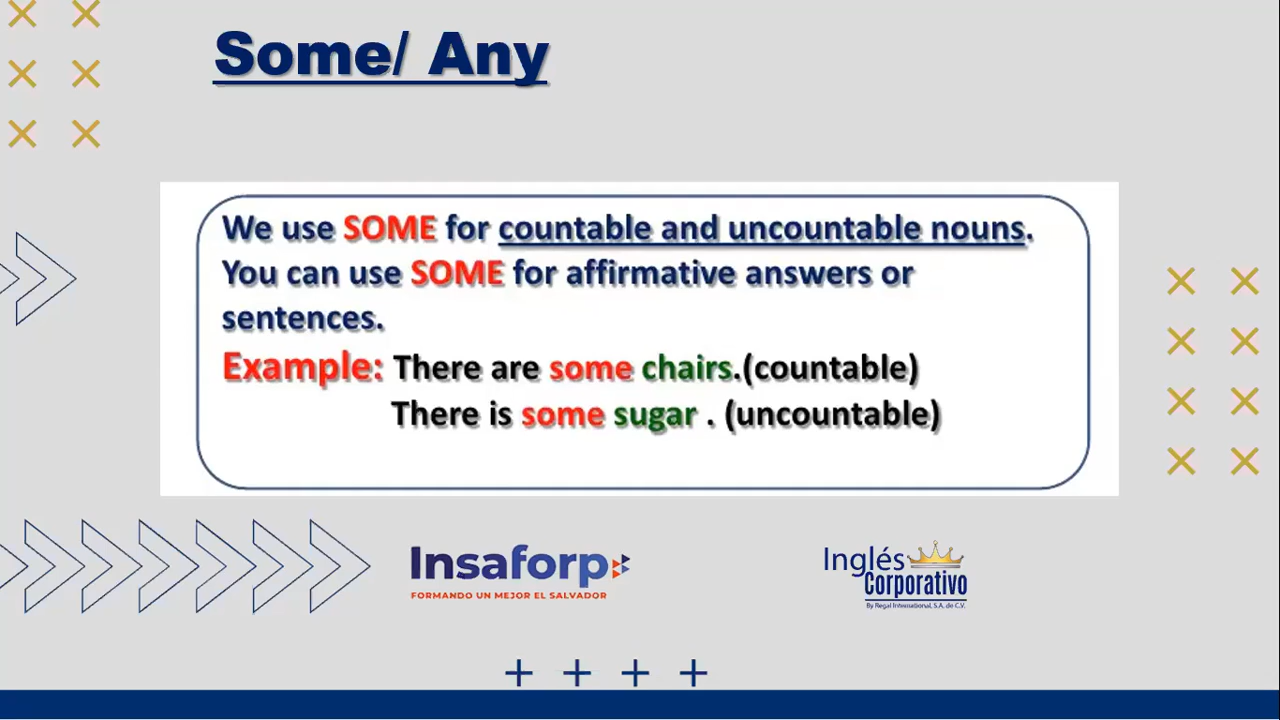 Some/ Any
We use SOME for countable and uncountable nouns.
You can use SOME for affirmative answers or
sentences.
Example: There are some chairs.(countable)
There is some sugar . (uncountable)
Insaforp
FORMANDO UN MEJOR EL SALVADOR
Inglés
Corporativo
By Regal International, S.A. de C.V.